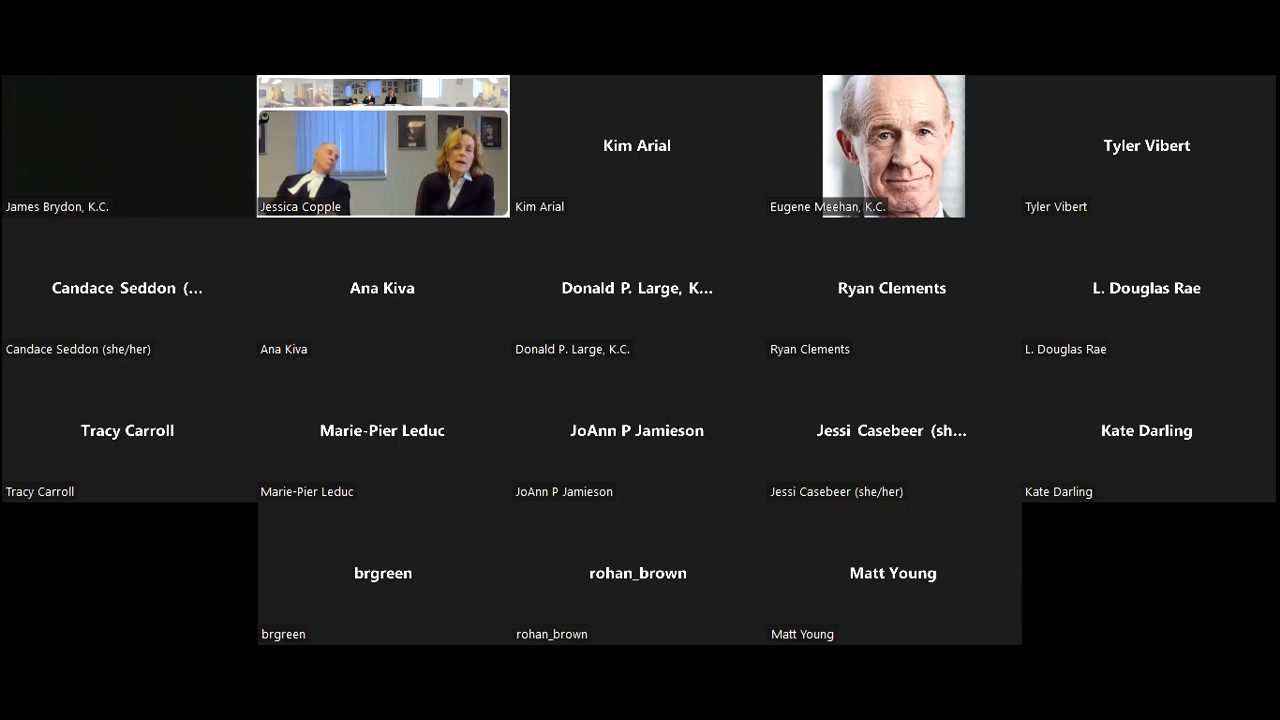 Kim Arial
Tyler Vibert
James Brydon, K.C.
Jessica Copple
Kim Arial
Eugene Meehan, K.C.
Tyler Vibert
Candace Seddon (...
Ana Kiva
Donald P. Large, K...
Ryan Clements
L. Douglas Rae
Candace Seddon (she/her)
Ana Kiva
Donald P. Large, K.C.
Ryan Clements
L. Douglas Rae
Tracy Carroll
Marie-Pier Leduc
JoAnn P Jamieson
Jessi Casebeer (sh...
Kate Darling
Tracy Carroll
Marie-Pier Leduc
JoAnn P Jamieson
Jessi Casebeer (she/her)
Kate Darling
brgreen
rohan_brown
Matt Young
brgreen
rohan_brown
Matt Young